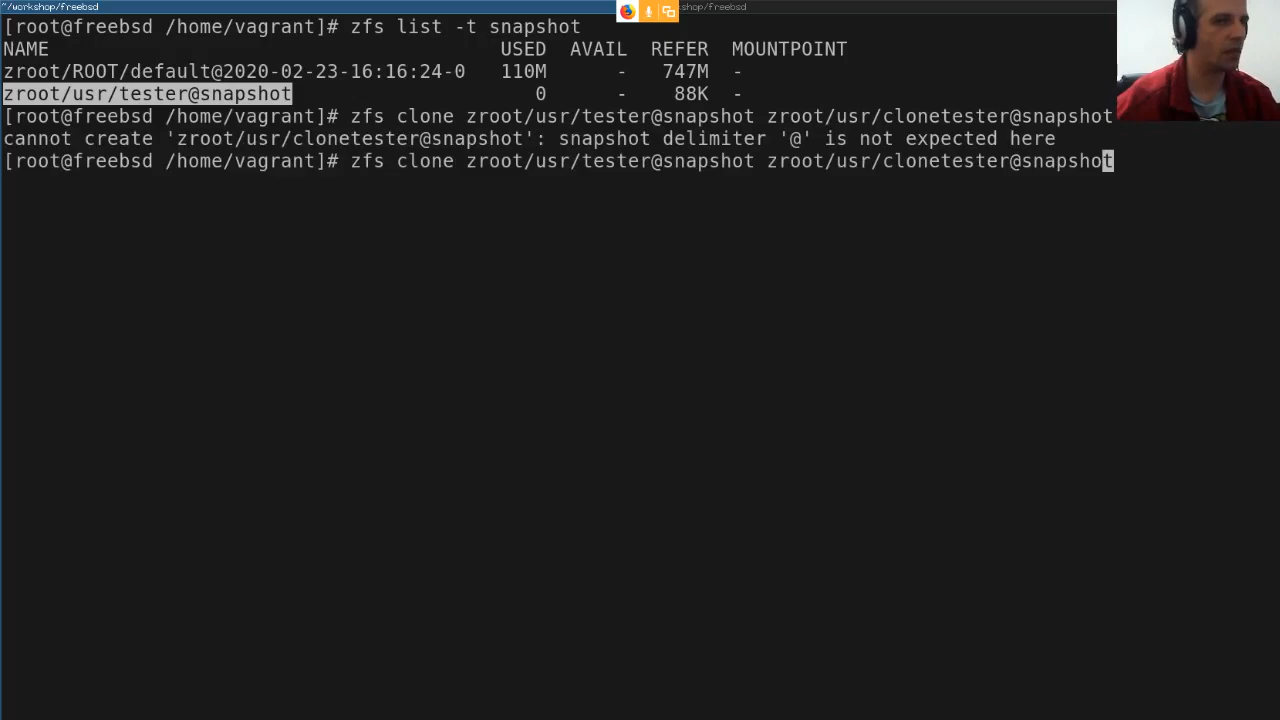 ~/workshop/freebsd
shop/freebsd
[root@freebsd /home/vagrant]# zfs list -t snapshot
NAME USED AVAIL REFER MOUNTPOINT
zroot/ROOT/default@2020-02-23-16:16:24-0 110M - 747M -
zroot/usr/tester@snapshot 0 - 88K -
[root@freebsd /home/vagrant]# zfs clone zroot/usr/tester@snapshot zroot/usr/clonetester@snapshot
cannot create 'zroot/usr/clonetester@snapshot': snapshot delimiter '@' is not expected here
[root@freebsd /home/vagrant]# zfs clone zroot/usr/tester@snapshot zroot/usr/clonetester@snapshot